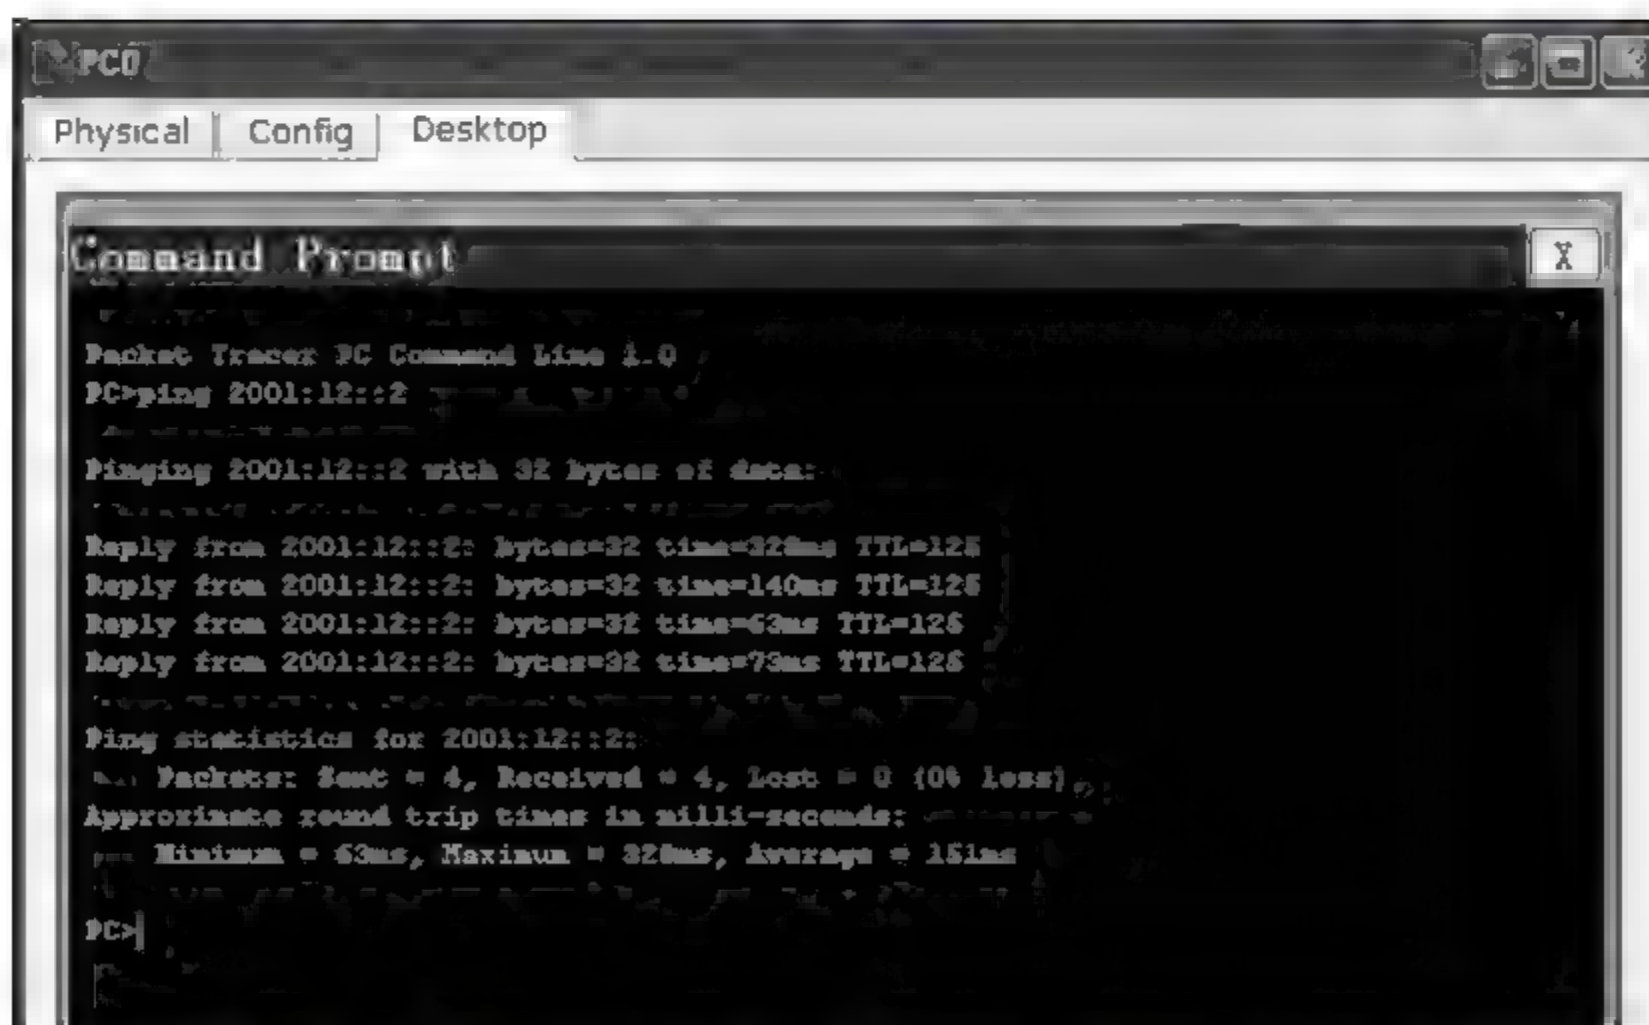 PC0
Physical Config Desktop
Command Prompt
X
Packet Tracer PC Command Line 1.0
PC>ping 2001:12::2
Pinging 2001:12::2 with 32 bytes of data:
Reply from 2001:12::2: bytes=32 time=328ms TTL=125
Reply from 2001:12::2: bytes=32 time=140ms TTL=125
Reply from 2001:12::2: bytes=32 time=63ms TTL=125
Reply from 2001:12::2: bytes=32 time=73ms TTL=125
Ping statistics for 2001:12::2:
Packets: Sent = 4, Received = 4, Lost = 0 (0% loss),
Approximate round trip times in milli-seconds:
Minimum = 63ms, Maximum = 328ms, Average = 151ms
PC>